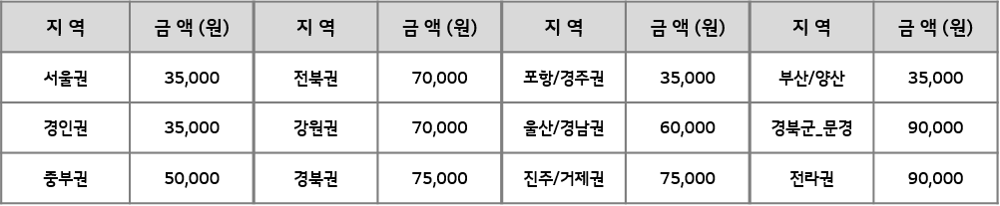 지 역 금 액 (원) 지 역 금 액 (원) 지 역 금 액 (원) 지 역 금 액 (원)
서울권 35,000 전북권 70,000 포항/경주권 35,000 부산/양산 35,000
경인권 35,000 강원권 70,000 울산/경남권 60,000 경북군_문경 90,000
중부권 50,000 경북권 75,000 진주/거제권 75,000 전라권 90,000